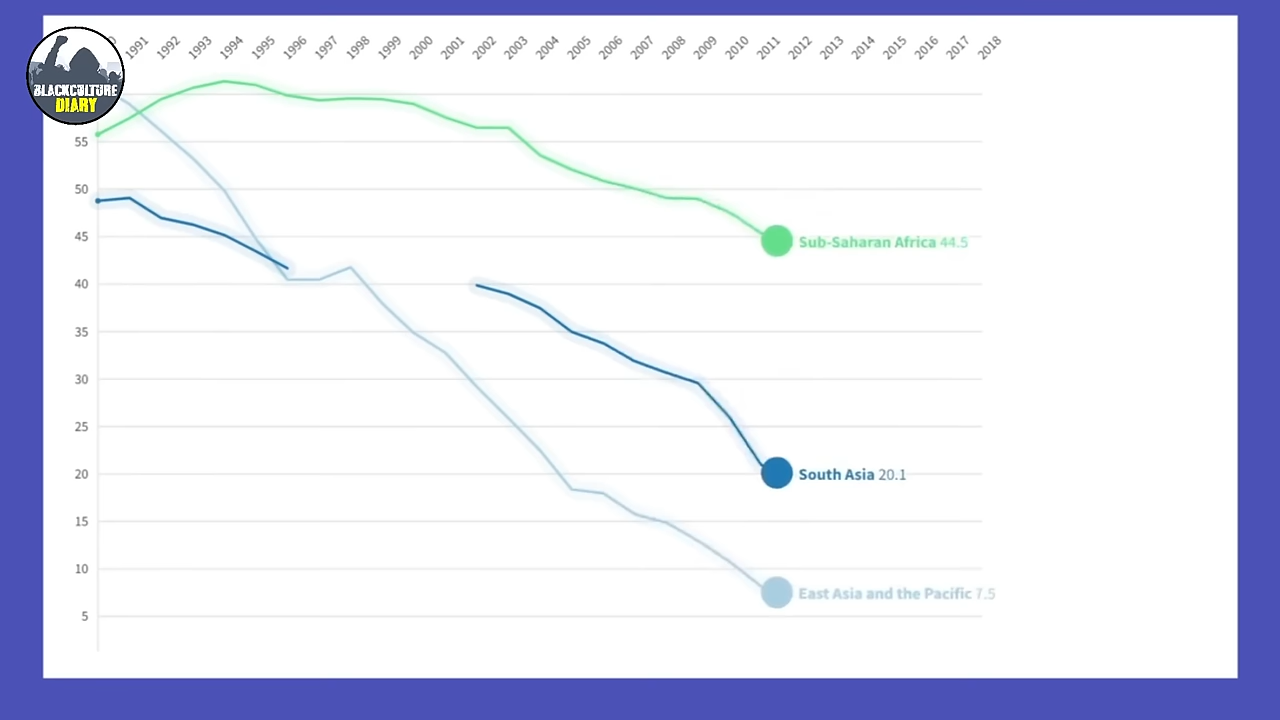 1991 1992 1993 1994 1995 1996 1997 1998 1999 2000 2001 2002 2003 2004 2005 2006 2007 2008 2009 2010 2011 2012 2013 2014 2015 2016 2017 2018
BLACKCULTURE
DIARY
55
50
45
Sub-Saharan Africa 44.5
40
35
30
25
20
South Asia 20.1
15
10
East Asia and the Pacific 7.5
5